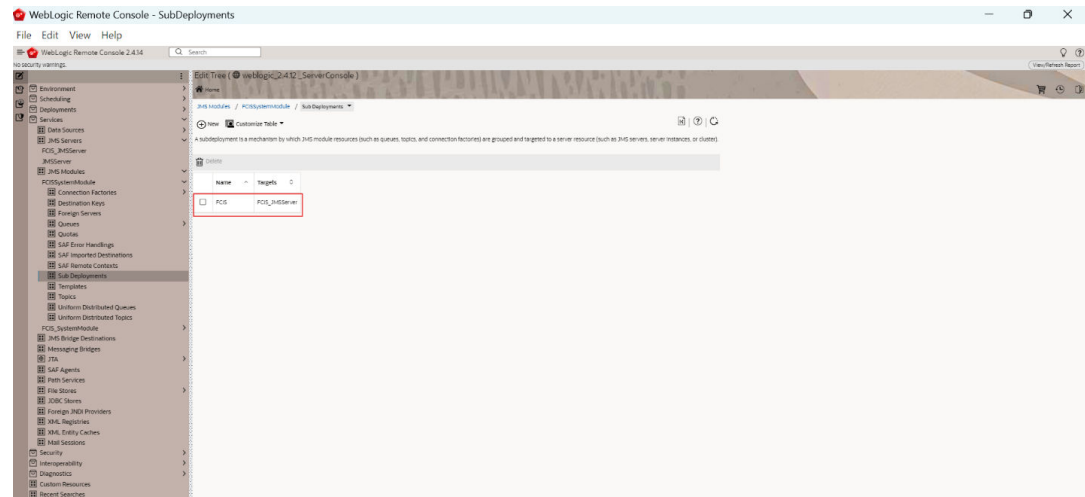 WebLogic Remote Console - SubDeployments
File Edit View Help
WebLogic Remote Console 2.4.14
Search
No security warnings.
View/Refresh Report
Edit Tree ( weblogic_2.4.12 _ServerConsole )
Home
Environment
Scheduling
Deployments
Services
Data Sources
JMS Servers
FCIS_JMSServer
JMSServer
JMS Modules
FCISSystemModule
Connection Factories
Destination Keys
Foreign Servers
Queues
Quotas
SAF Error Handlings
SAF Imported Destinations
SAF Remote Contexts
Sub Deployments
Templates
Topics
Uniform Distributed Queues
Uniform Distributed Topics
FCIS_SystemModule
JMS Bridge Destinations
Messaging Bridges
JTA
SAF Agents
Path Services
File Stores
JDBC Stores
Foreign JNDI Providers
XML Registries
XML Entity Caches
Mail Sessions
Security
Interoperability
Diagnostics
Custom Resources
Recent Searches
JMS Modules / FCISSystemModule / Sub Deployments
New Customize Table
A subdeployment is a mechanism by which JMS module resources (such as queues, topics, and connection factories) are grouped and targeted to a server resource (such as JMS servers, server instances, or cluster).
Delete
Name Targets
FCIS FCIS_JMSServer